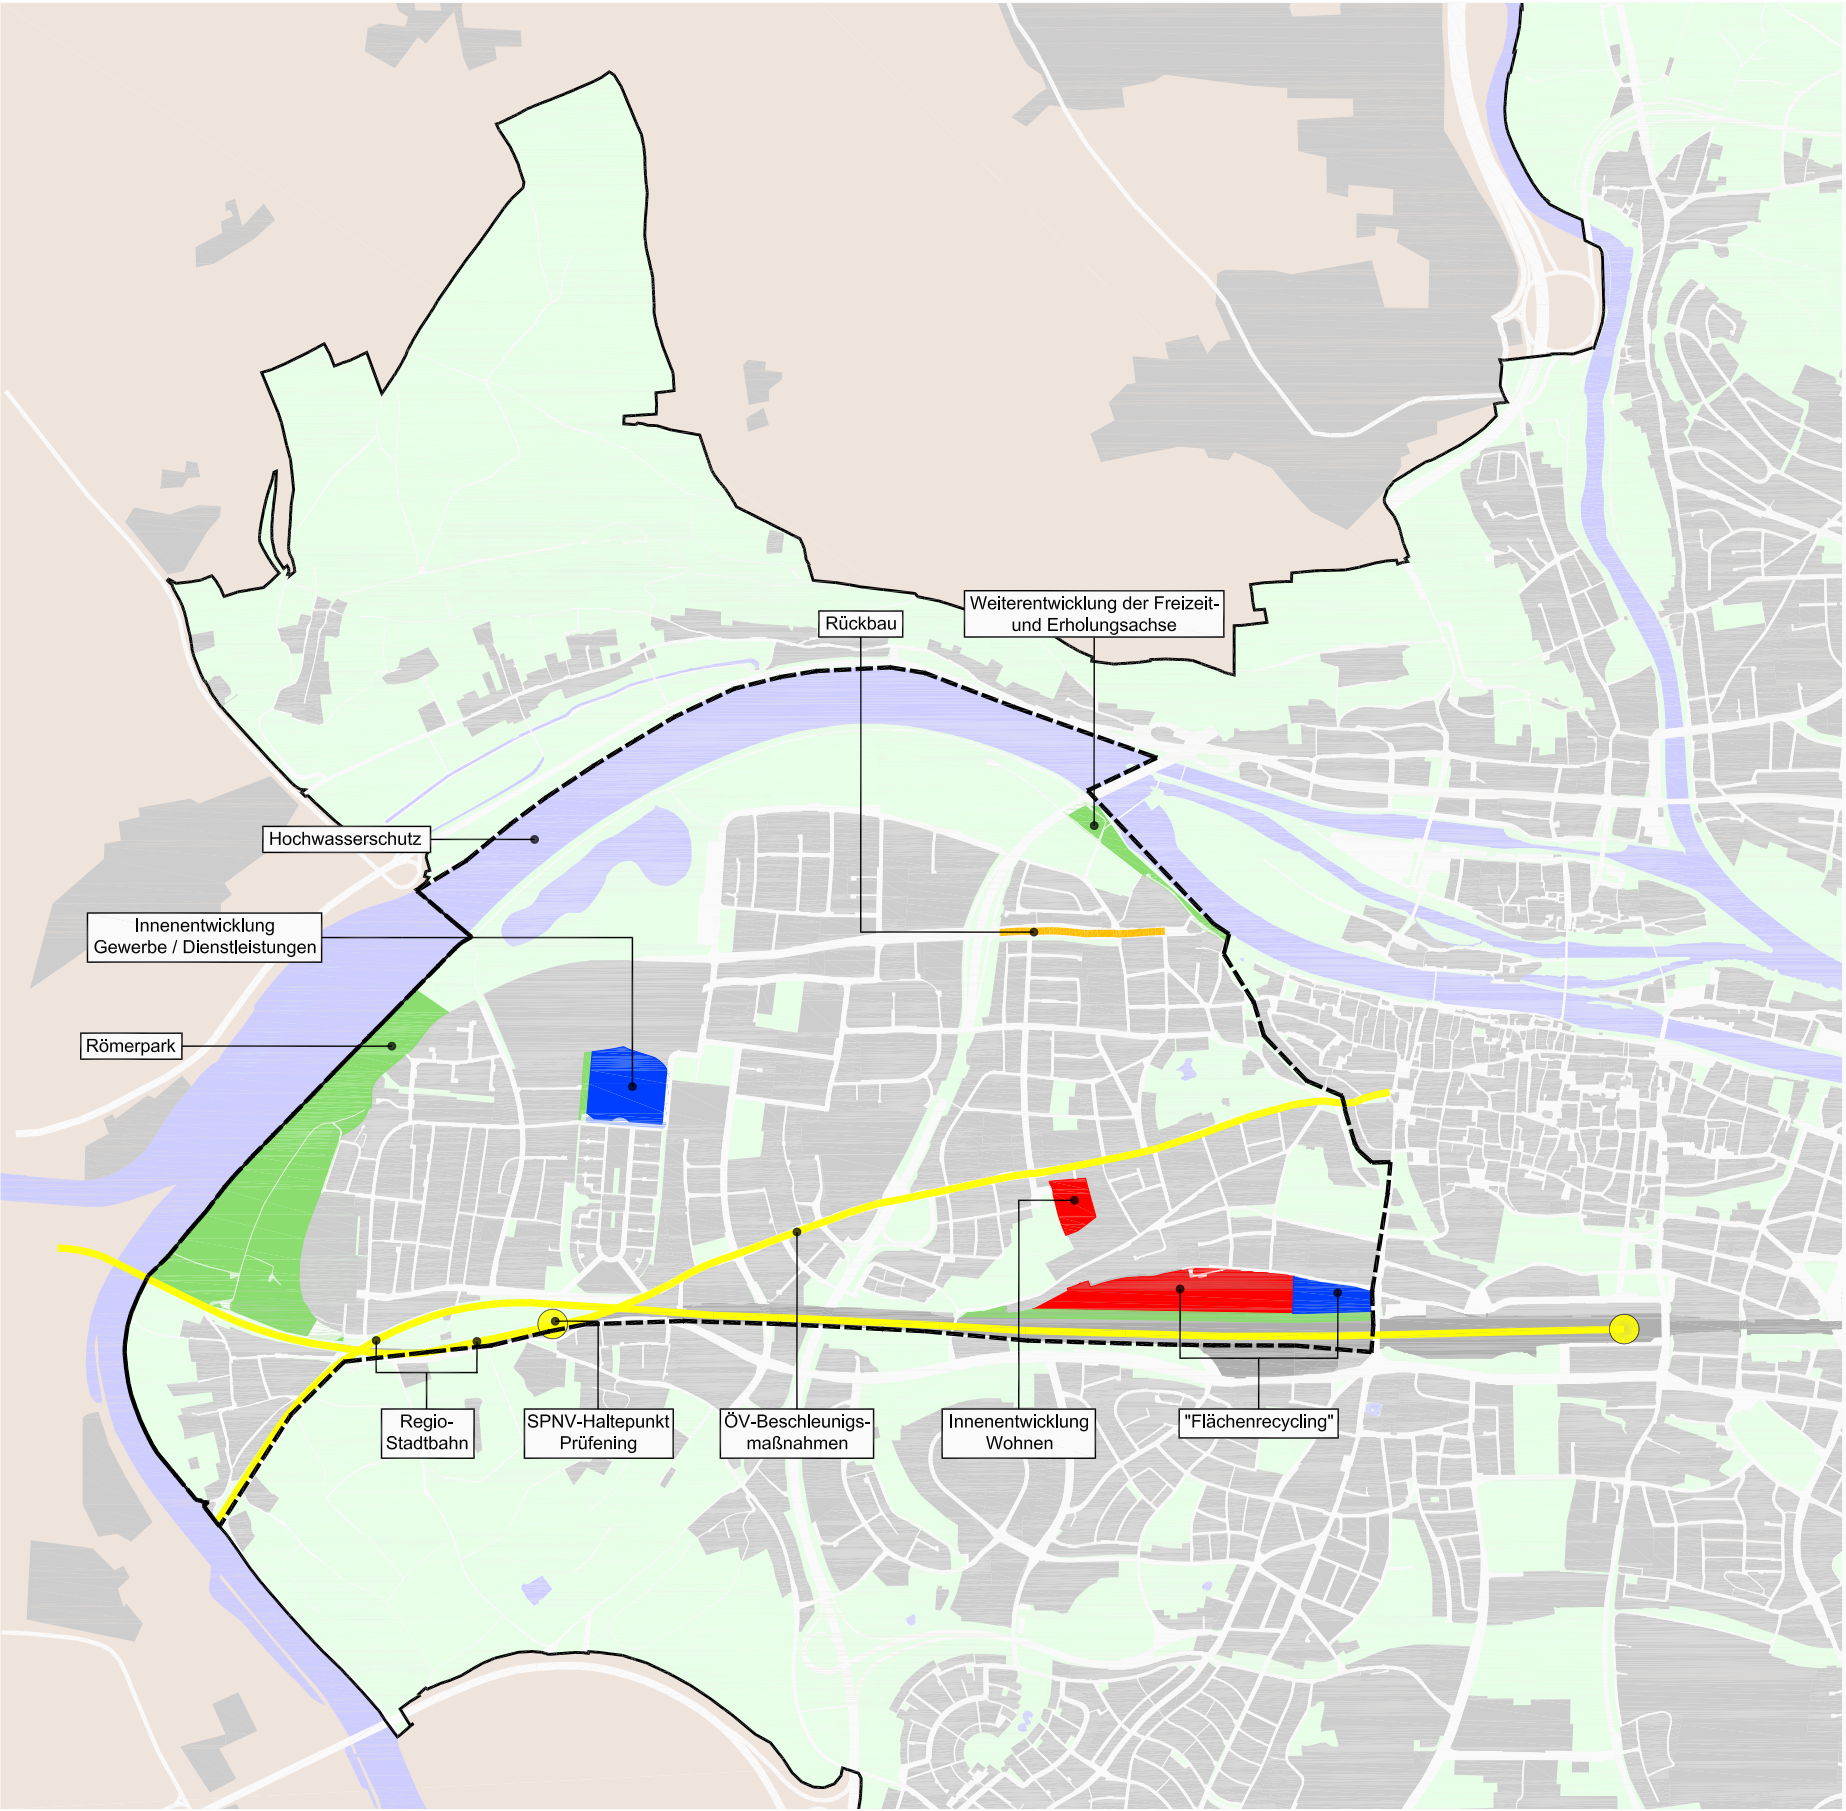 Weiterentwicklung der Freizeit-
und Erholungsachse
Rückbau
Hochwasserschutz
Innenentwicklung
Gewerbe / Dienstleistungen
Römerpark
Regio-
Stadtbahn
SPNV-Haltepunkt
Prüfening
ÖV-Beschleunigs-
maßnahmen
Innenentwicklung
Wohnen
"Flächenrecycling"